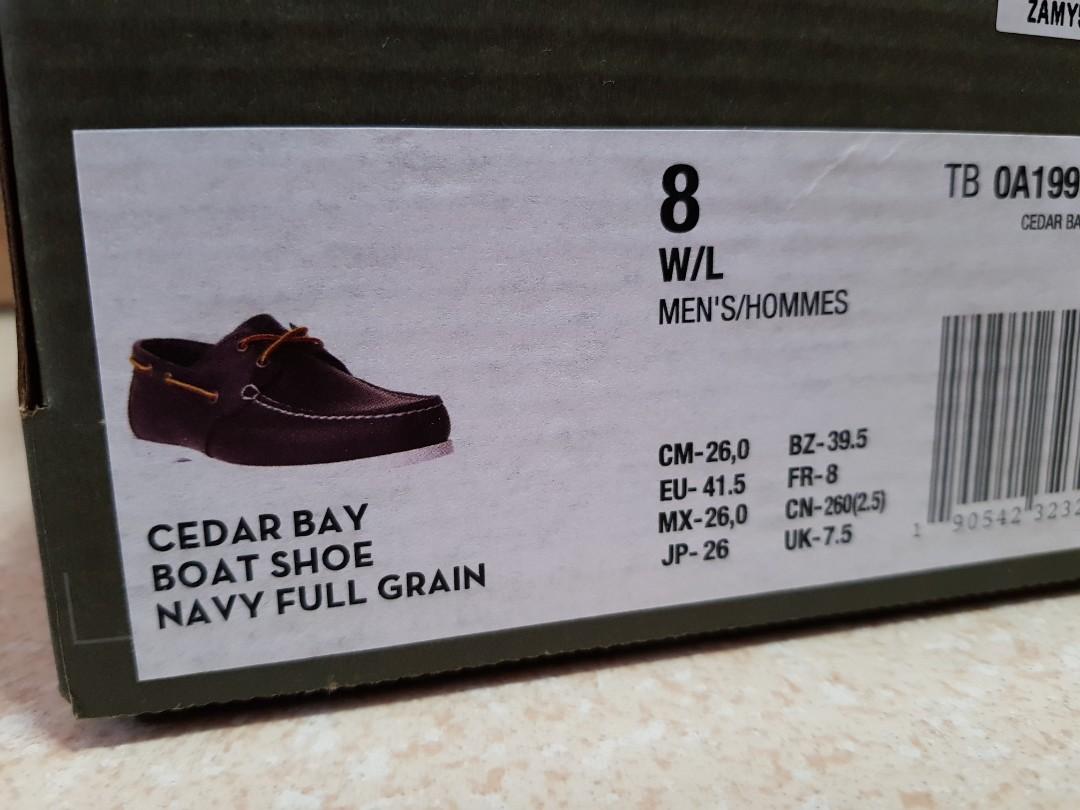 8
W/L
MEN'S/HOMMES
TB 0A199
CEDAR BA
CM-26,0 BZ-39.5
EU-41.5 FR-8
MX-26,0 CN-260(2.5)
JP-26 UK-7.5
1 90542 3232
CEDAR BAY
BOAT SHOE
NAVY FULL GRAIN